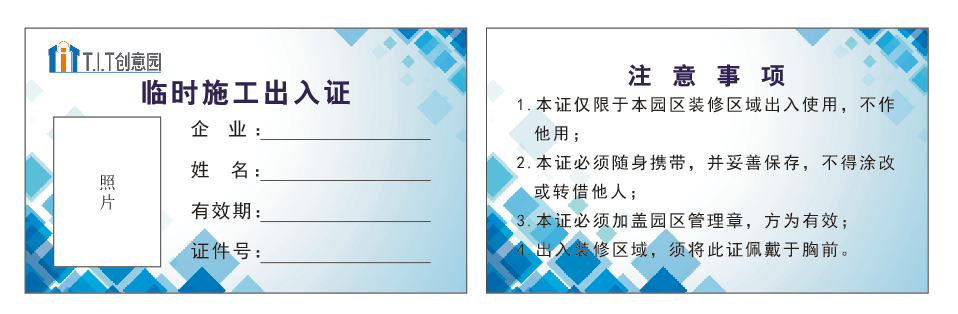 T.I.T创意园
临时施工出入证
照片
企 业：
姓 名：
有效期：
证件号：
注 意 事 项
1.本证仅限于本园区装修区域出入使用，不作
他用；
2.本证必须随身携带，并妥善保存，不得涂改
或转借他人；
3.本证必须加盖园区管理章，方为有效；
4.出入装修区域，须将此证佩戴于胸前。